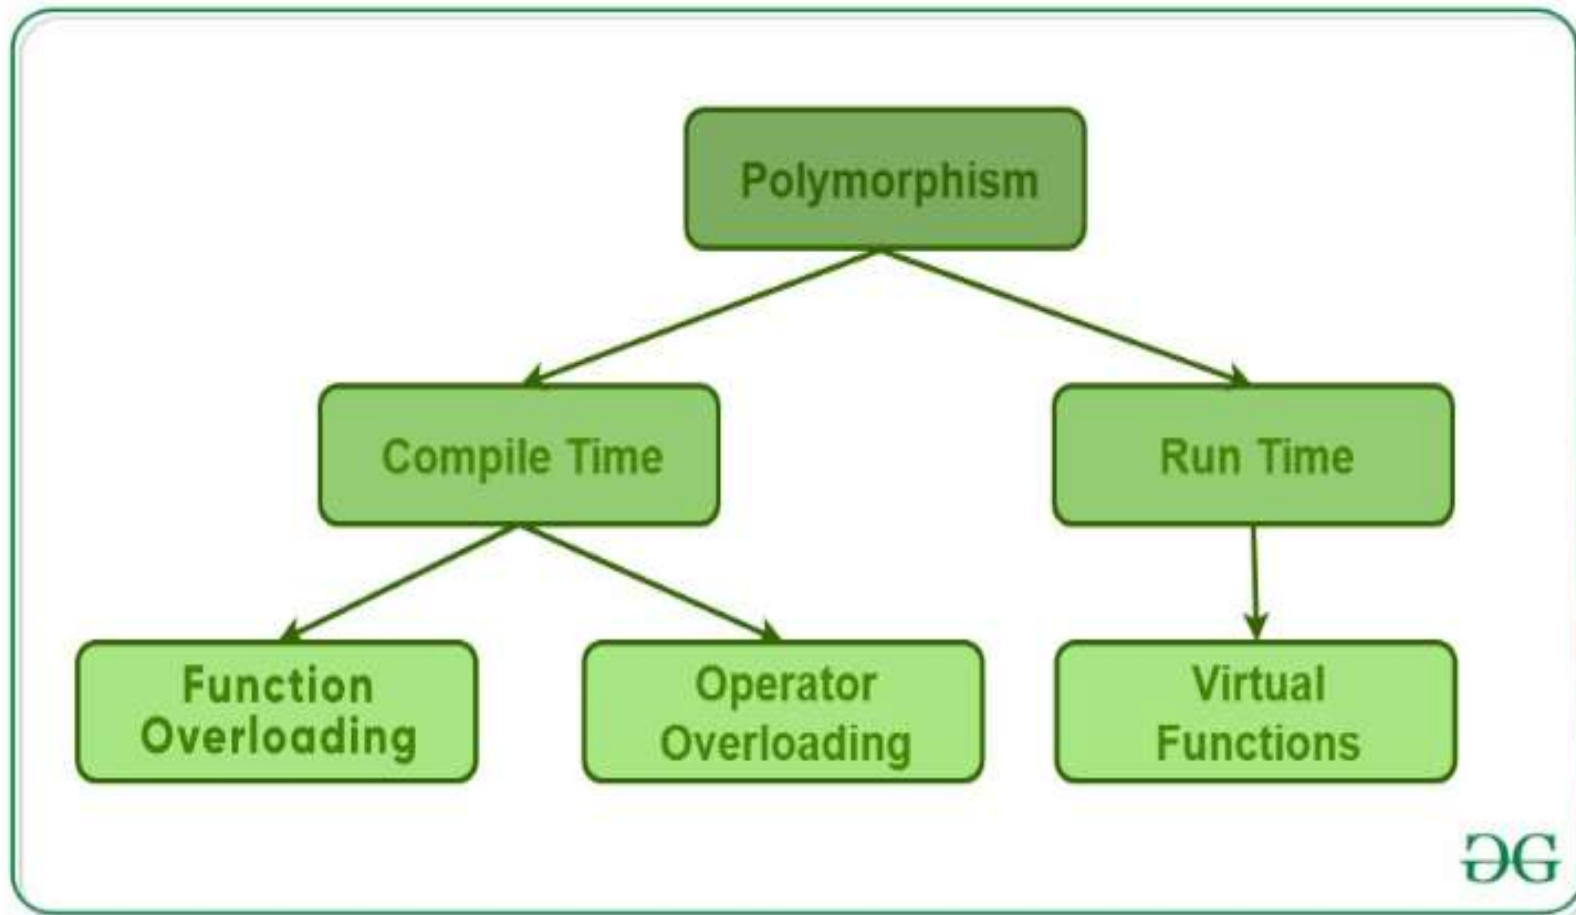 Polymorphism
Compile Time
Run Time
Function
Overloading
Operator
Overloading
Virtual
Functions